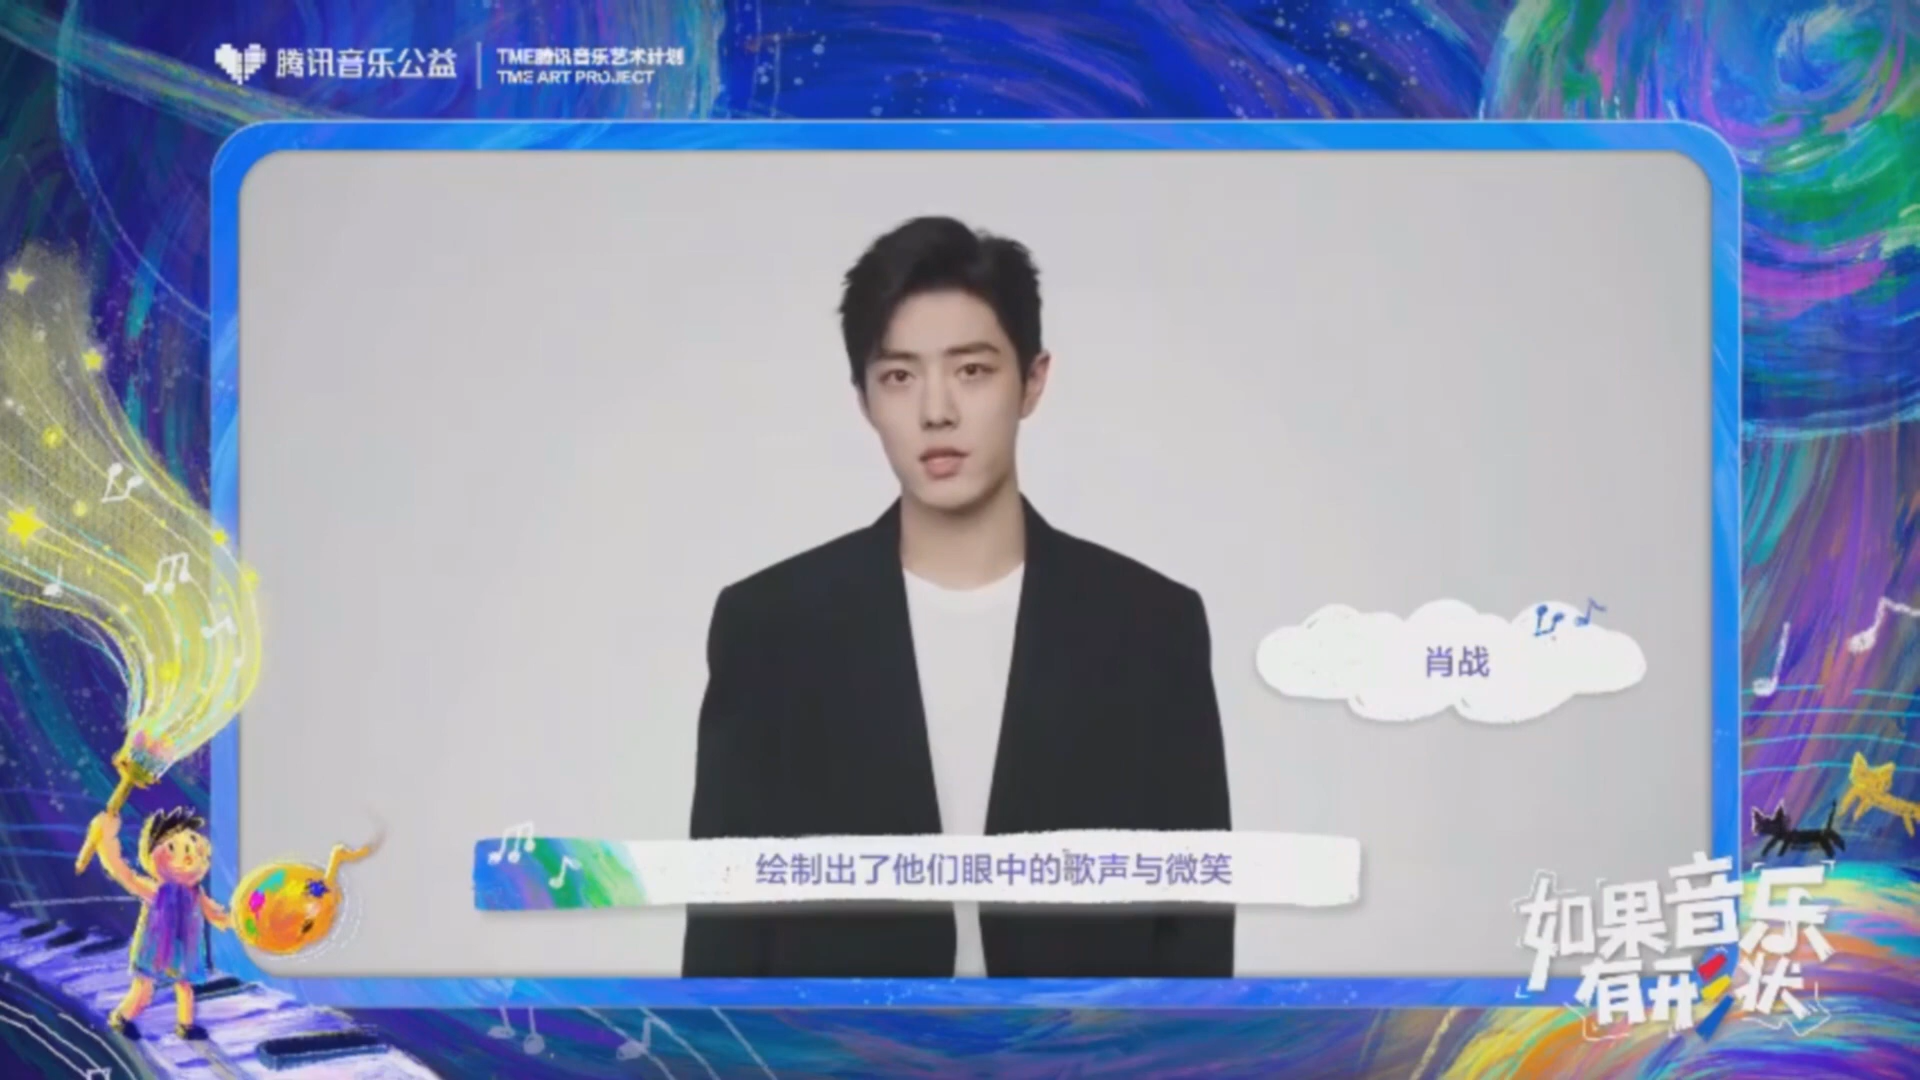 腾讯音乐公益
TME腾讯音乐艺术计划
TME ART PROJECT
肖战
绘制出了他们眼中的歌声与微笑
如果音乐
有形状